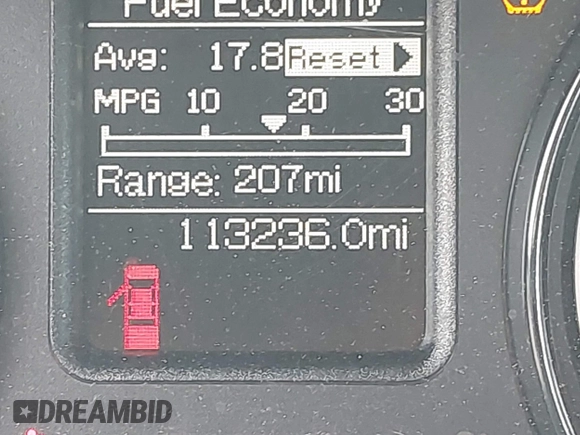 Fuel Economy
Avg: 17.8 Reset
MPG 10 20 30
Range: 207mi
113236.0mi
DREAMBID